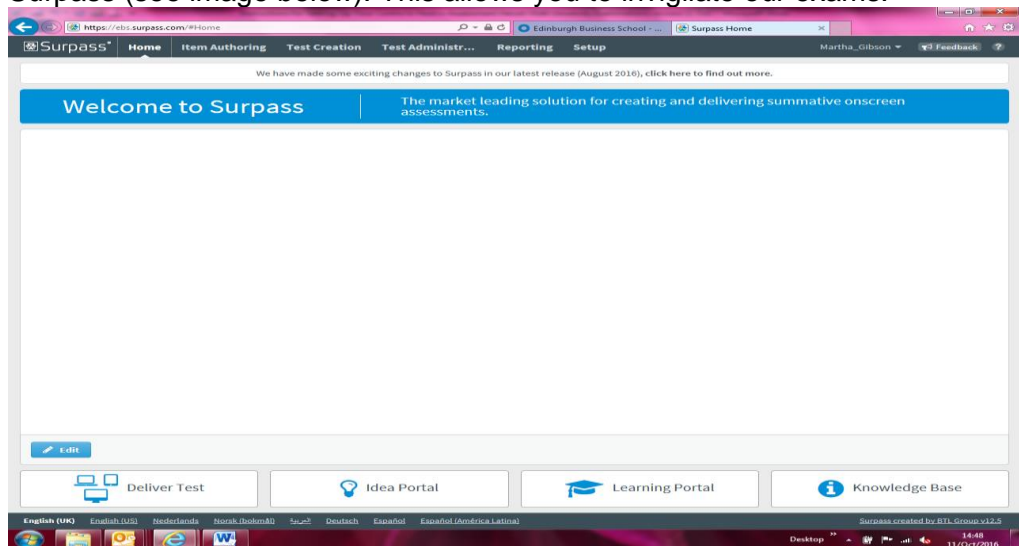 Surpass (see image below). This allows you to invigilate our exams.
https://ebs.surpass.com/#Home
Edinburgh Business School - ...
Surpass Home
Surpass Home Item Authoring Test Creation Test Administr... Reporting Setup Martha_Gibson Feedback ?
We have made some exciting changes to Surpass in our latest release (August 2016), click here to find out more.
Welcome to Surpass
The market leading solution for creating and delivering summative onscreen
assessments.
Edit
Deliver Test
Idea Portal
Learning Portal
Knowledge Base
English (UK) English (US) Nederlands Norsk (bokmål) العربية Deutsch Español Español (América Latina) Surpass created by BTL Group v12.5
Desktop
14:48
11/Oct/2016